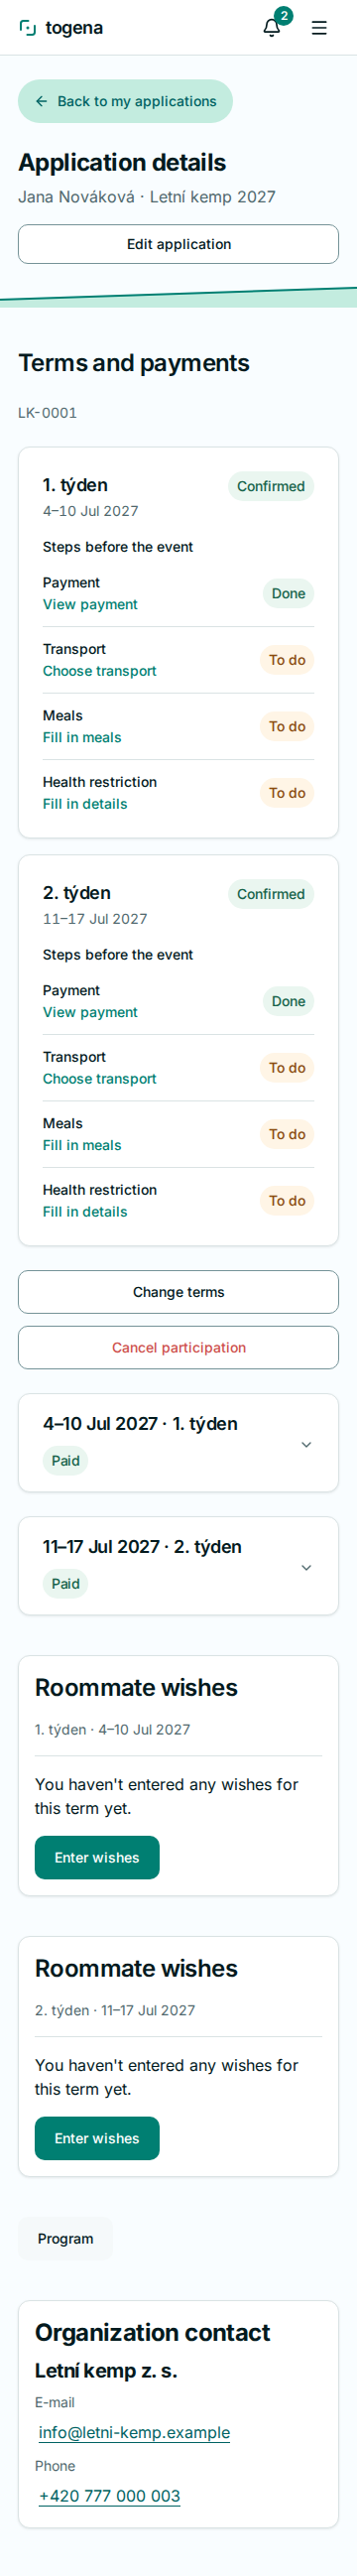 togena
2
Back to my applications
Application details
Jana Nováková · Letní kemp 2027
Edit application
Terms and payments
LK-0001
1. týden
Confirmed
4–10 Jul 2027
Steps before the event
Payment
View payment
Done
Transport
Choose transport
To do
Meals
Fill in meals
To do
Health restriction
Fill in details
To do
2. týden
Confirmed
11–17 Jul 2027
Steps before the event
Payment
View payment
Done
Transport
Choose transport
To do
Meals
Fill in meals
To do
Health restriction
Fill in details
To do
Change terms
Cancel participation
4–10 Jul 2027 · 1. týden
Paid
11–17 Jul 2027 · 2. týden
Paid
Roommate wishes
1. týden · 4–10 Jul 2027
You haven't entered any wishes for
this term yet.
Enter wishes
Roommate wishes
2. týden · 11–17 Jul 2027
You haven't entered any wishes for
this term yet.
Enter wishes
Program
Organization contact
Letní kemp z. s.
E-mail
info@letni-kemp.example
Phone
+420 777 000 003